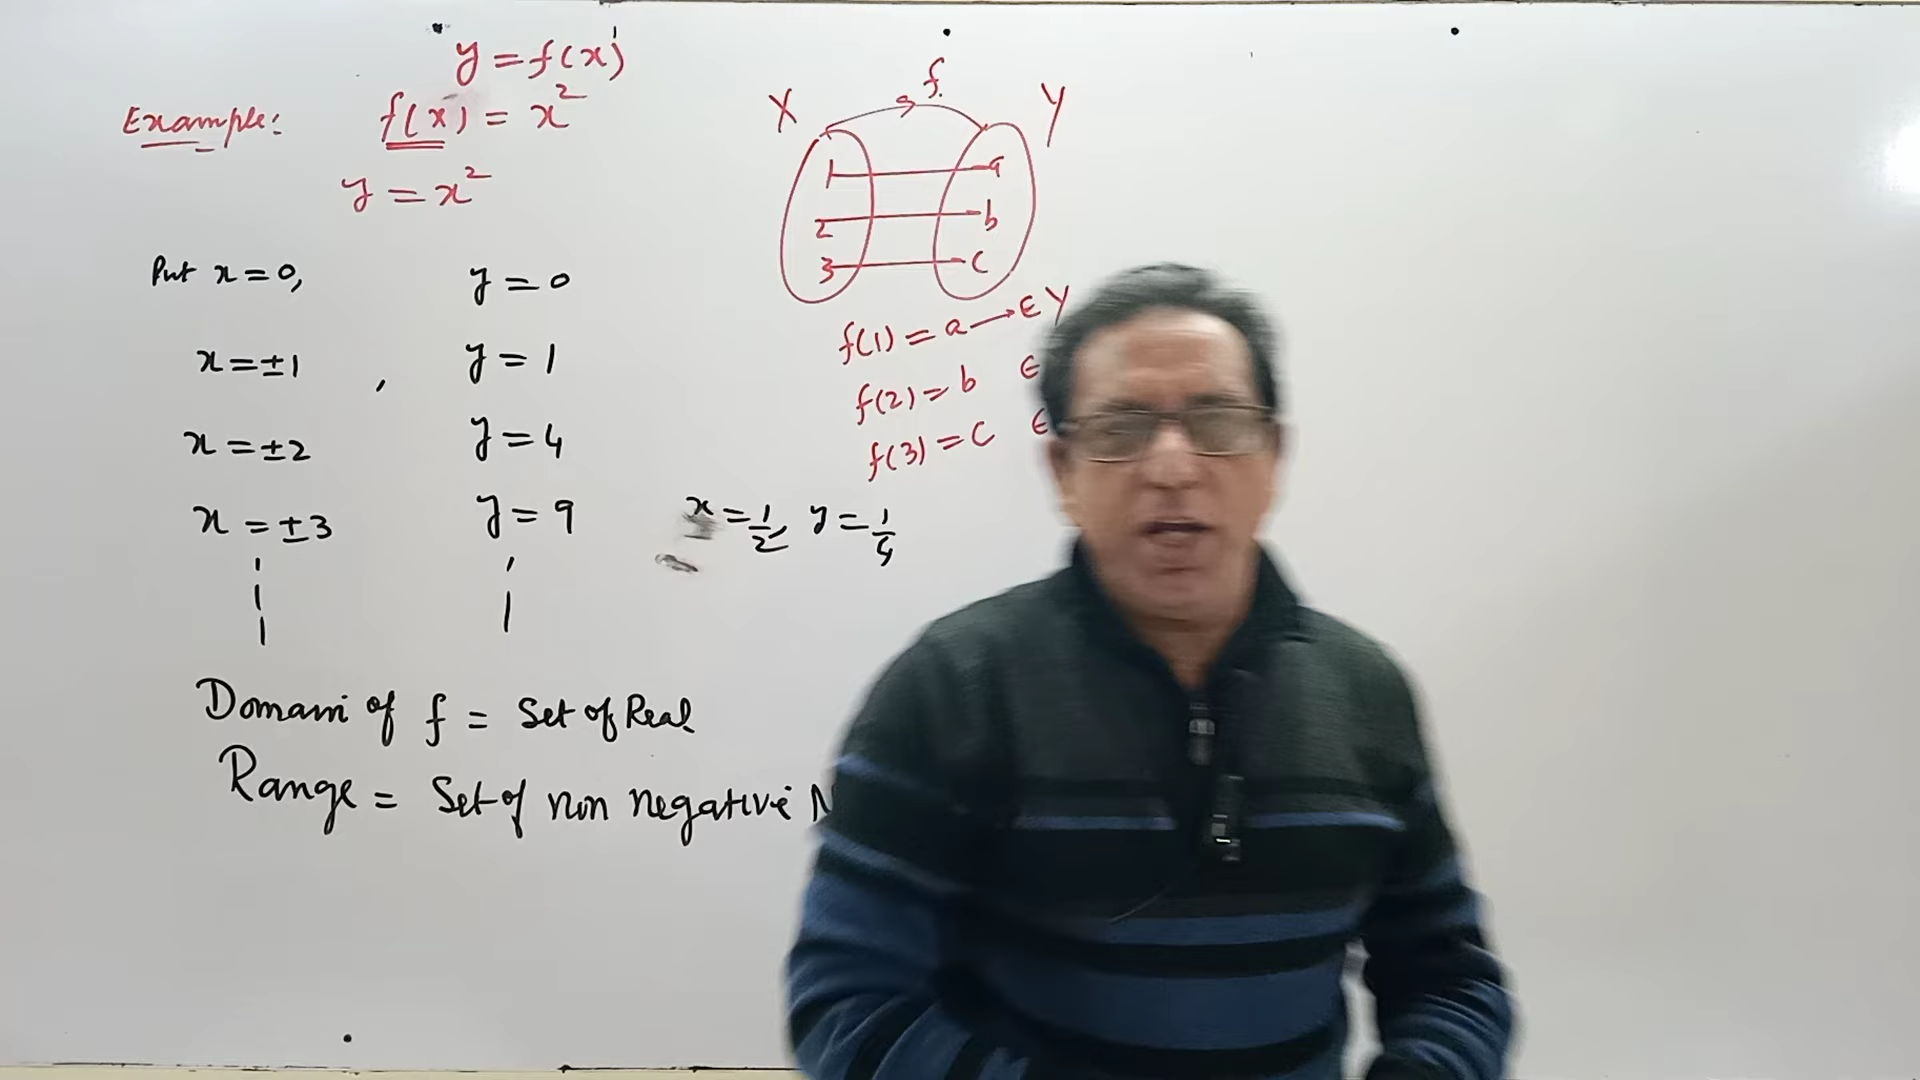 y = f(x)
Example: f(x) = x²
y = x²
Put x = 0, y = 0
x = ±1 , y = 1
x = ±2 y = 4
x = ±3 y = 9
X f Y
1 a
2 b
3 c
f(1) = a → ∈ Y
f(2) = b ∈
f(3) = c ∈
x = 1/2, y = 1/4
Domain of f = Set of Real
Range = Set of non negative